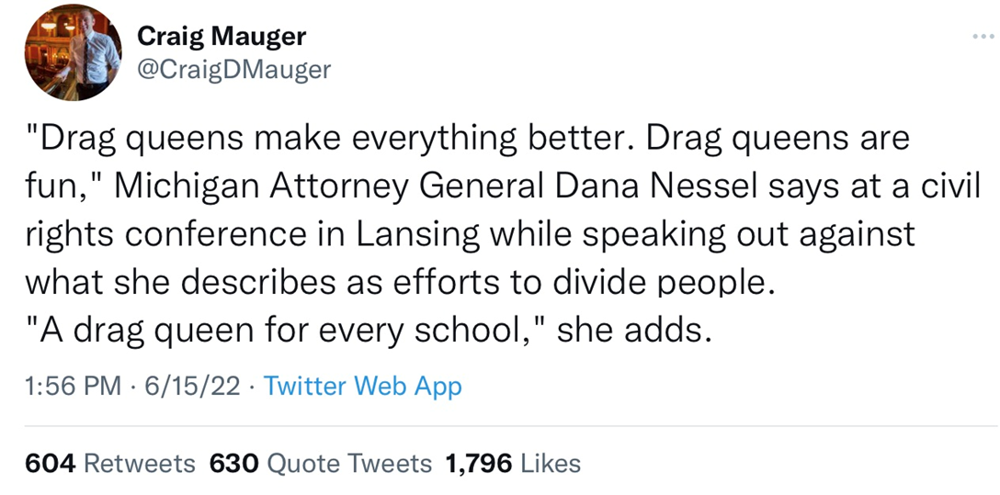 Craig Mauger
@CraigDMauger
"Drag queens make everything better. Drag queens are
fun," Michigan Attorney General Dana Nessel says at a civil
rights conference in Lansing while speaking out against
what she describes as efforts to divide people.
"A drag queen for every school," she adds.
1:56 PM · 6/15/22 · Twitter Web App
604 Retweets 630 Quote Tweets 1,796 Likes